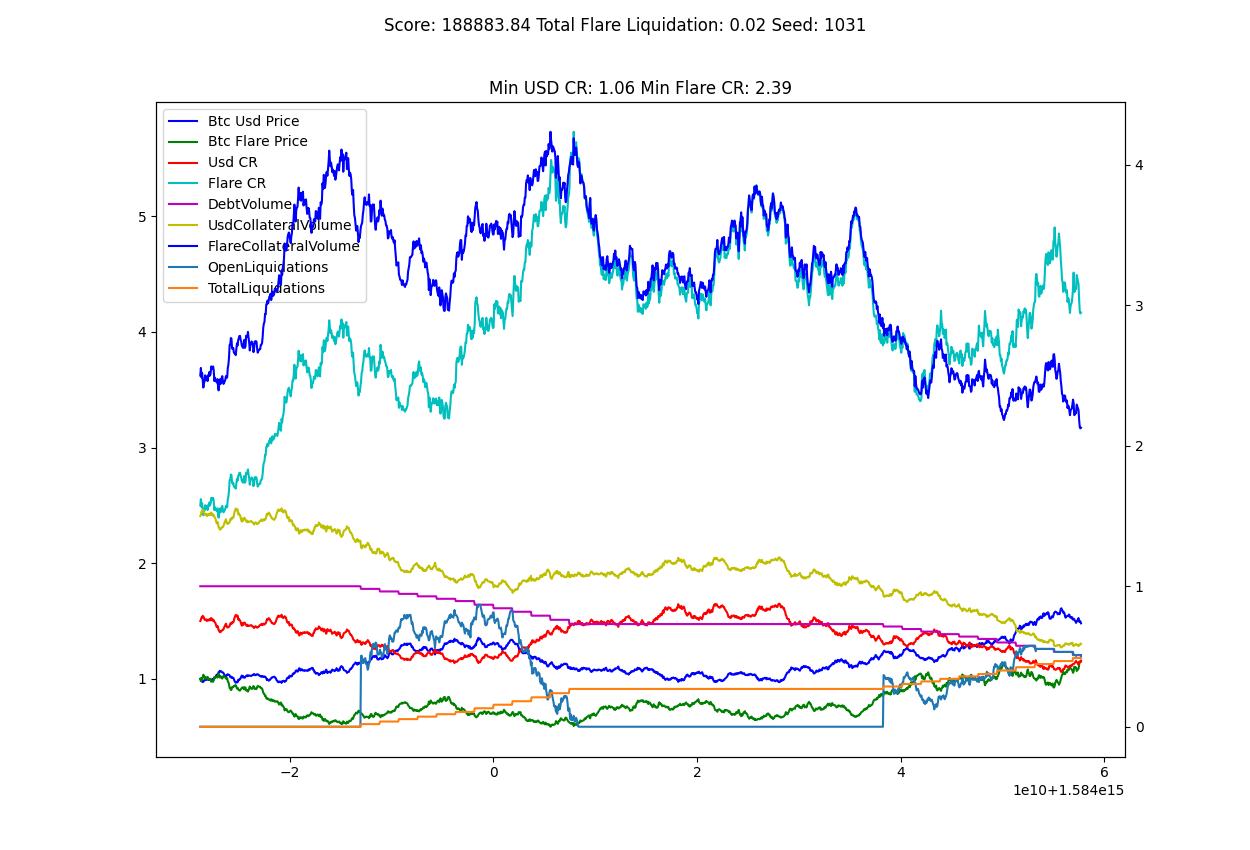 Score: 188883.84 Total Flare Liquidation: 0.02 Seed: 1031
Min USD CR: 1.06 Min Flare CR: 2.39
Btc Usd Price
Btc Flare Price
Usd CR
Flare CR
DebtVolume
UsdCollateralVolume
FlareCollateralVolume
OpenLiquidations
TotalLiquidations
5
4
3
2
1
4
3
2
1
0
−2
0
2
4
6
1e10+1.584e15